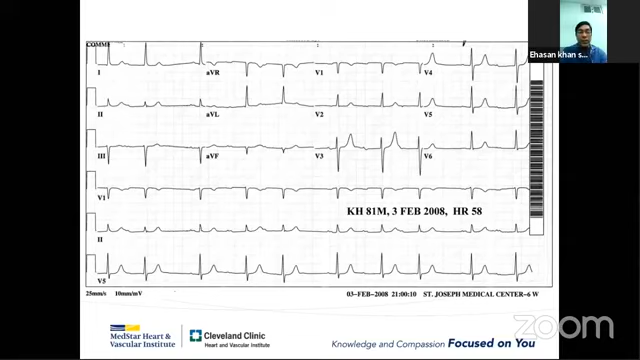 COMMS
Ehasan khan s...
I
aVR
V1
V4
II
aVL
V2
V5
III
aVF
V3
V6
V1
KH 81M, 3 FEB 2008, HR 58
II
V5
25mm/s 10mm/mV
03-FEB-2008 21:00:10 ST. JOSEPH MEDICAL CENTER-6 W
MedStar Heart &
Vascular Institute
Cleveland Clinic
Heart and Vascular Institute
Knowledge and Compassion Focused on You
zoom